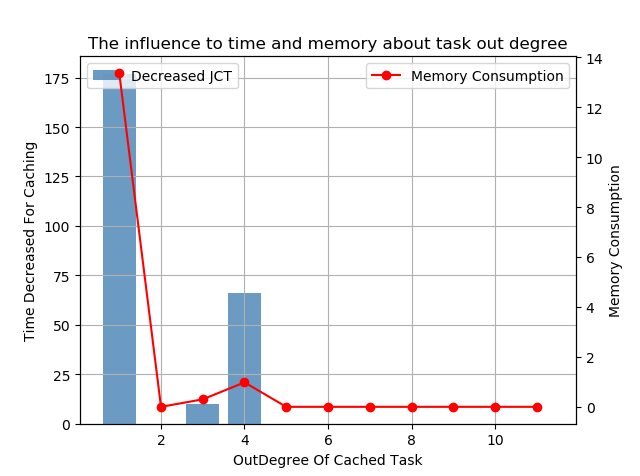 The influence to time and memory about task out degree
Decreased JCT
Memory Consumption
175
150
125
100
75
50
25
0
Time Decreased For Caching
14
12
10
8
6
4
2
0
Memory Consumption
2 4 6 8 10
OutDegree Of Cached Task